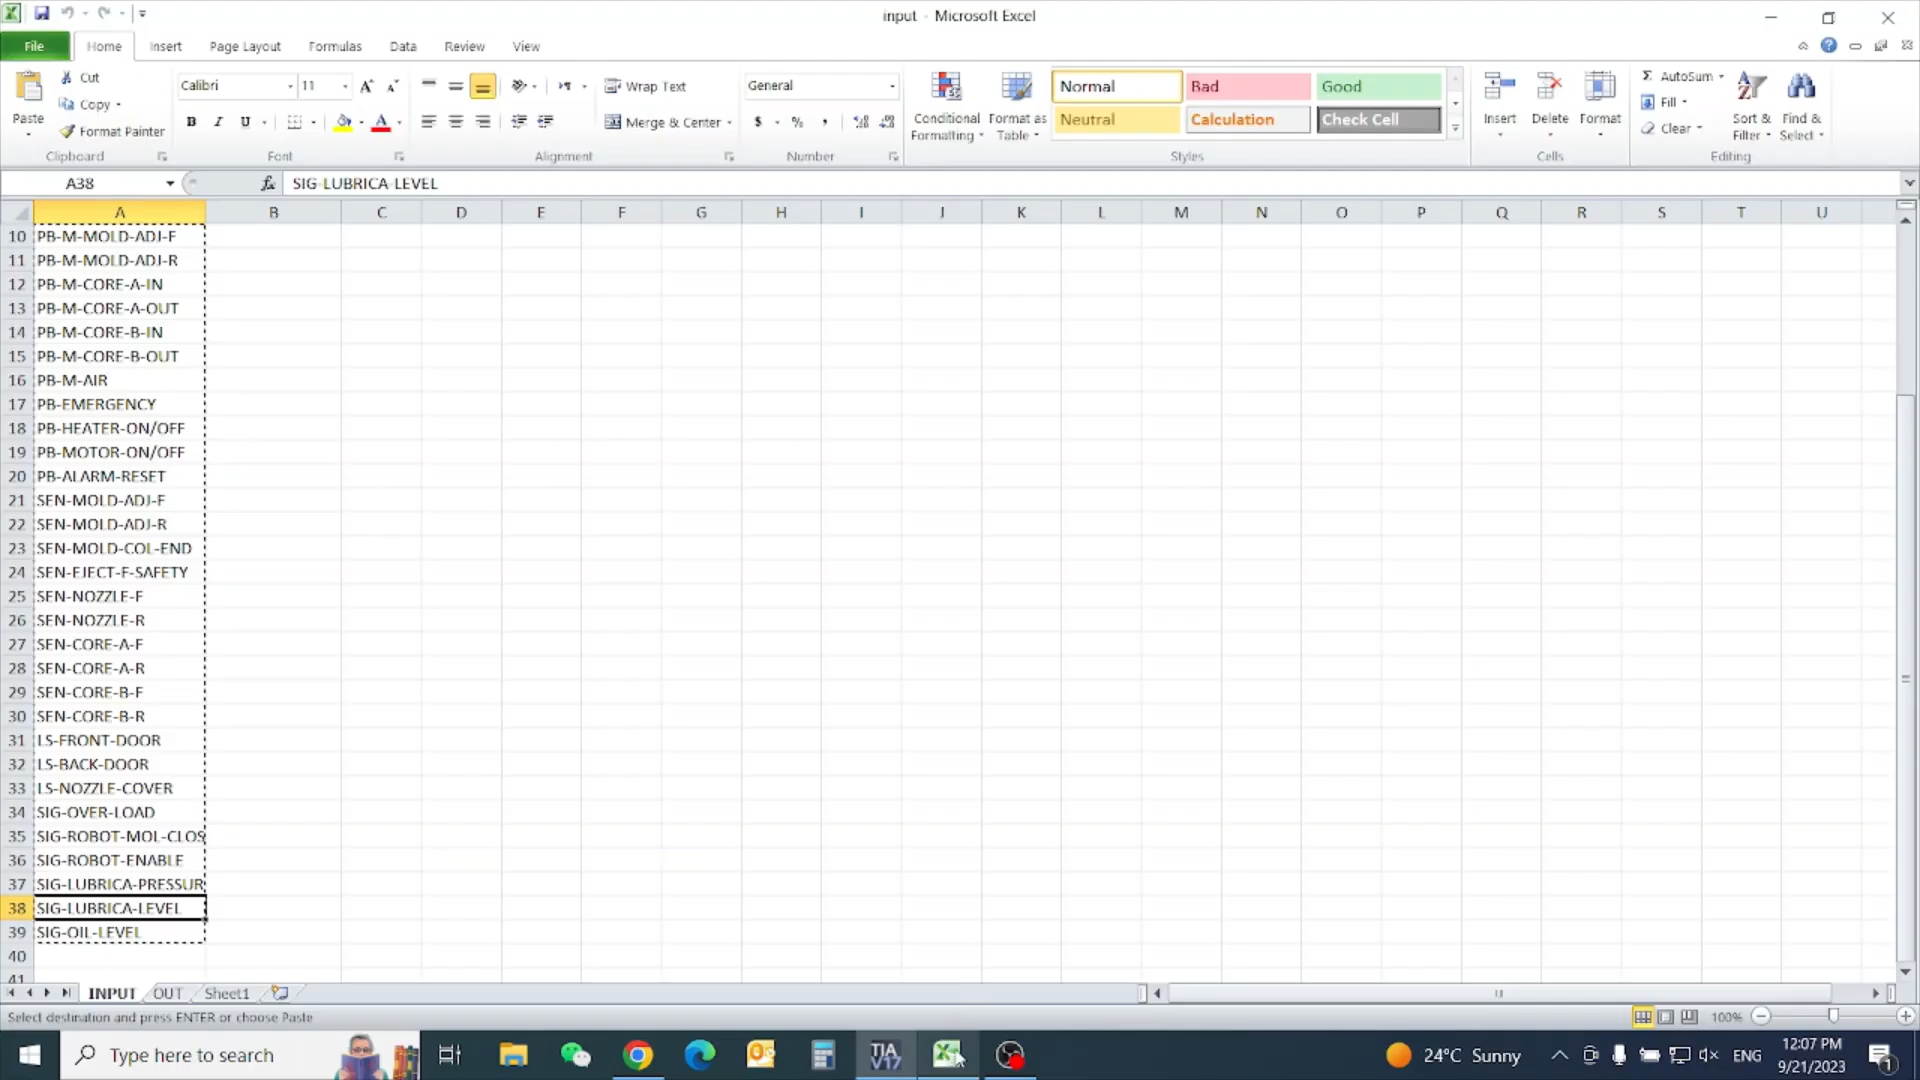 input - Microsoft Excel
File Home Insert Page Layout Formulas Data Review View
Paste
Cut
Copy
Format Painter
Clipboard
Calibri 11
B I U
Font
Wrap Text
Merge & Center
Alignment
General
$ % ,
Number
Conditional Formatting
Format as Table
Normal Bad Good
Neutral Calculation Check Cell
Styles
Insert Delete Format
Cells
Σ AutoSum
Fill
Clear
Sort & Filter
Find & Select
Editing
A38 fx SIG-LUBRICA-LEVEL
A B C D E F G H I J K L M N O P Q R S T U
10 PB-M-MOLD-ADJ-F
11 PB-M-MOLD-ADJ-R
12 PB-M-CORE-A-IN
13 PB-M-CORE-A-OUT
14 PB-M-CORE-B-IN
15 PB-M-CORE-B-OUT
16 PB-M-AIR
17 PB-EMERGENCY
18 PB-HEATER-ON/OFF
19 PB-MOTOR-ON/OFF
20 PB-ALARM-RESET
21 SEN-MOLD-ADJ-F
22 SEN-MOLD-ADJ-R
23 SEN-MOLD-COL-END
24 SEN-EJECT-F-SAFETY
25 SEN-NOZZLE-F
26 SEN-NOZZLE-R
27 SEN-CORE-A-F
28 SEN-CORE-A-R
29 SEN-CORE-B-F
30 SEN-CORE-B-R
31 LS-FRONT-DOOR
32 LS-BACK-DOOR
33 LS-NOZZLE-COVER
34 SIG-OVER-LOAD
35 SIG-ROBOT-MOL-CLOS
36 SIG-ROBOT-ENABLE
37 SIG-LUBRICA-PRESSUR
38 SIG-LUBRICA-LEVEL
39 SIG-OIL-LEVEL
40
41
INPUT OUT Sheet1
Select destination and press ENTER or choose Paste 100%
Type here to search TIA V17 24°C Sunny ENG 12:07 PM
9/21/2023 1